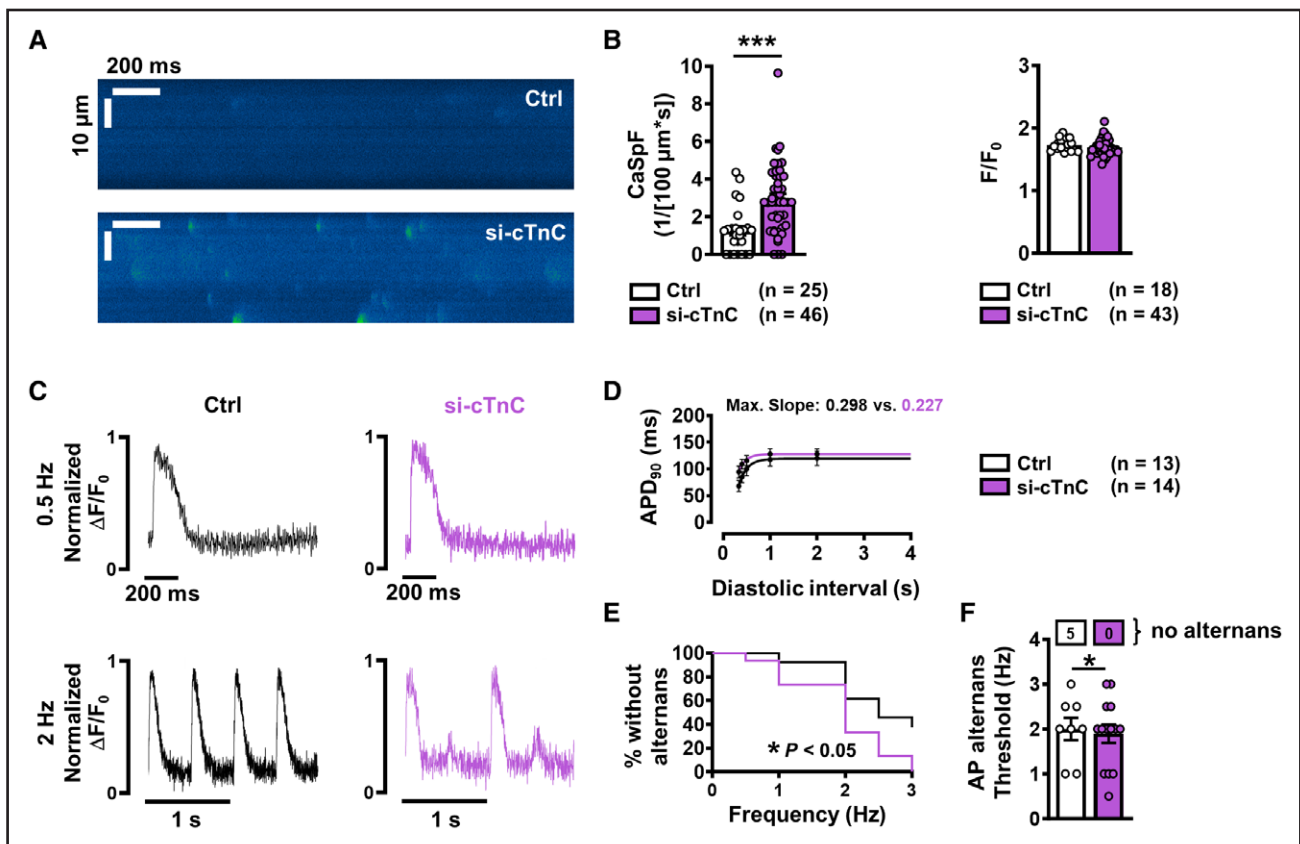 A
200 ms
10 µm
Ctrl
si-cTnC
B
***
CaSpF
(1/[100 µm*s])
10
8
6
4
2
0
Ctrl (n = 25)
si-cTnC (n = 46)
F/F0
3
2
1
0
Ctrl (n = 18)
si-cTnC (n = 43)
C
Ctrl
si-cTnC
0.5 Hz
Normalized
ΔF/F0
1
0
200 ms
1
0
200 ms
2 Hz
Normalized
ΔF/F0
1
0
1 s
1
0
1 s
D
Max. Slope: 0.298 vs. 0.227
APD90 (ms)
200
150
100
50
0
0 1 2 3 4
Diastolic interval (s)
Ctrl (n = 13)
si-cTnC (n = 14)
E
% without
alternans
100
80
60
40
20
0
* P < 0.05
0 1 2 3
Frequency (Hz)
F
5 0 } no alternans
*
AP alternans
Threshold (Hz)
4
3
2
1
0